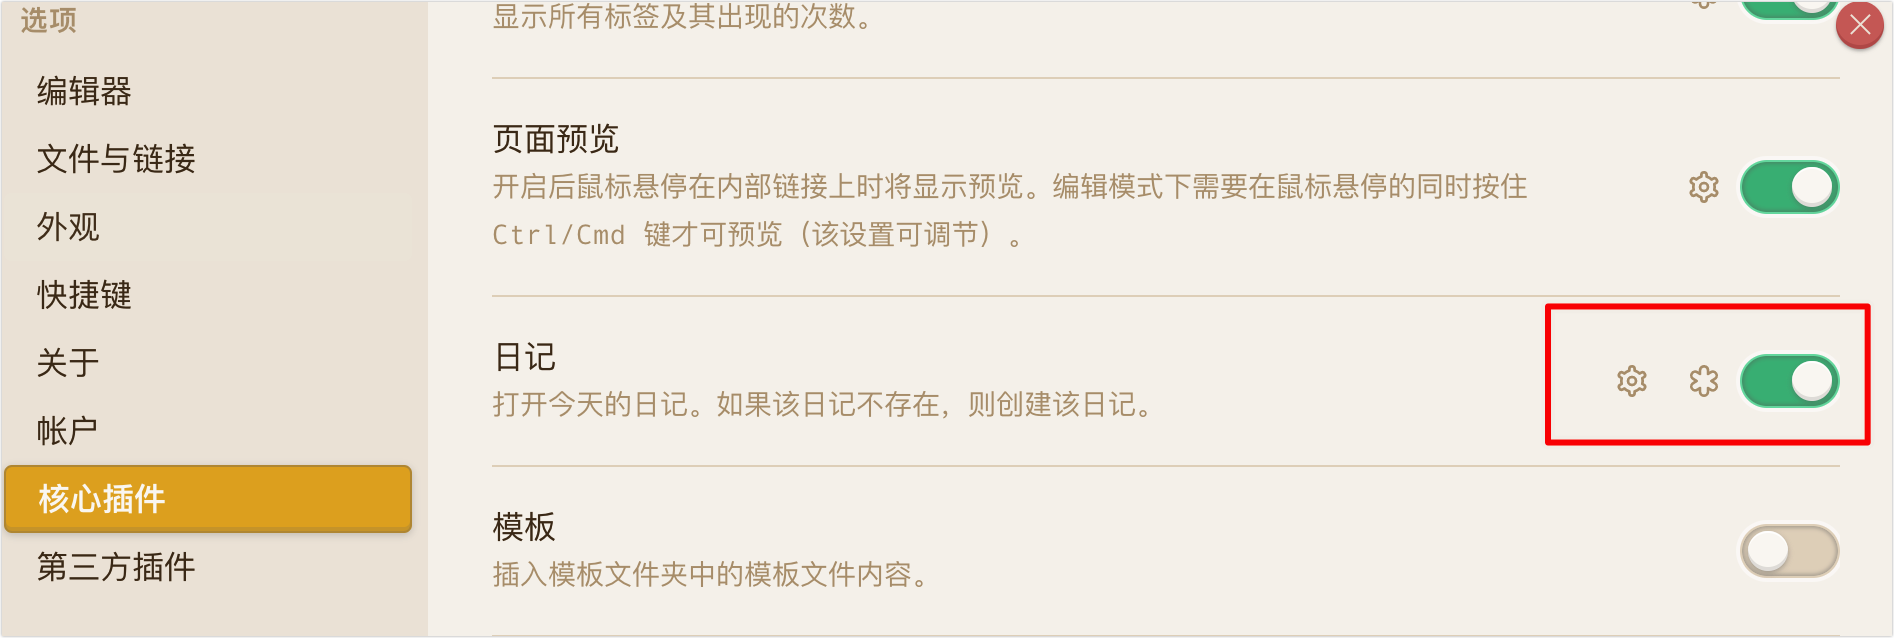 选项
编辑器
文件与链接
外观
快捷键
关于
帐户
核心插件
第三方插件
显示所有标签及其出现的次数。
页面预览
开启后鼠标悬停在内部链接上时将显示预览。编辑模式下需要在鼠标悬停的同时按住
Ctrl/Cmd 键才可预览（该设置可调节）。
日记
打开今天的日记。如果该日记不存在，则创建该日记。
模板
插入模板文件夹中的模板文件内容。